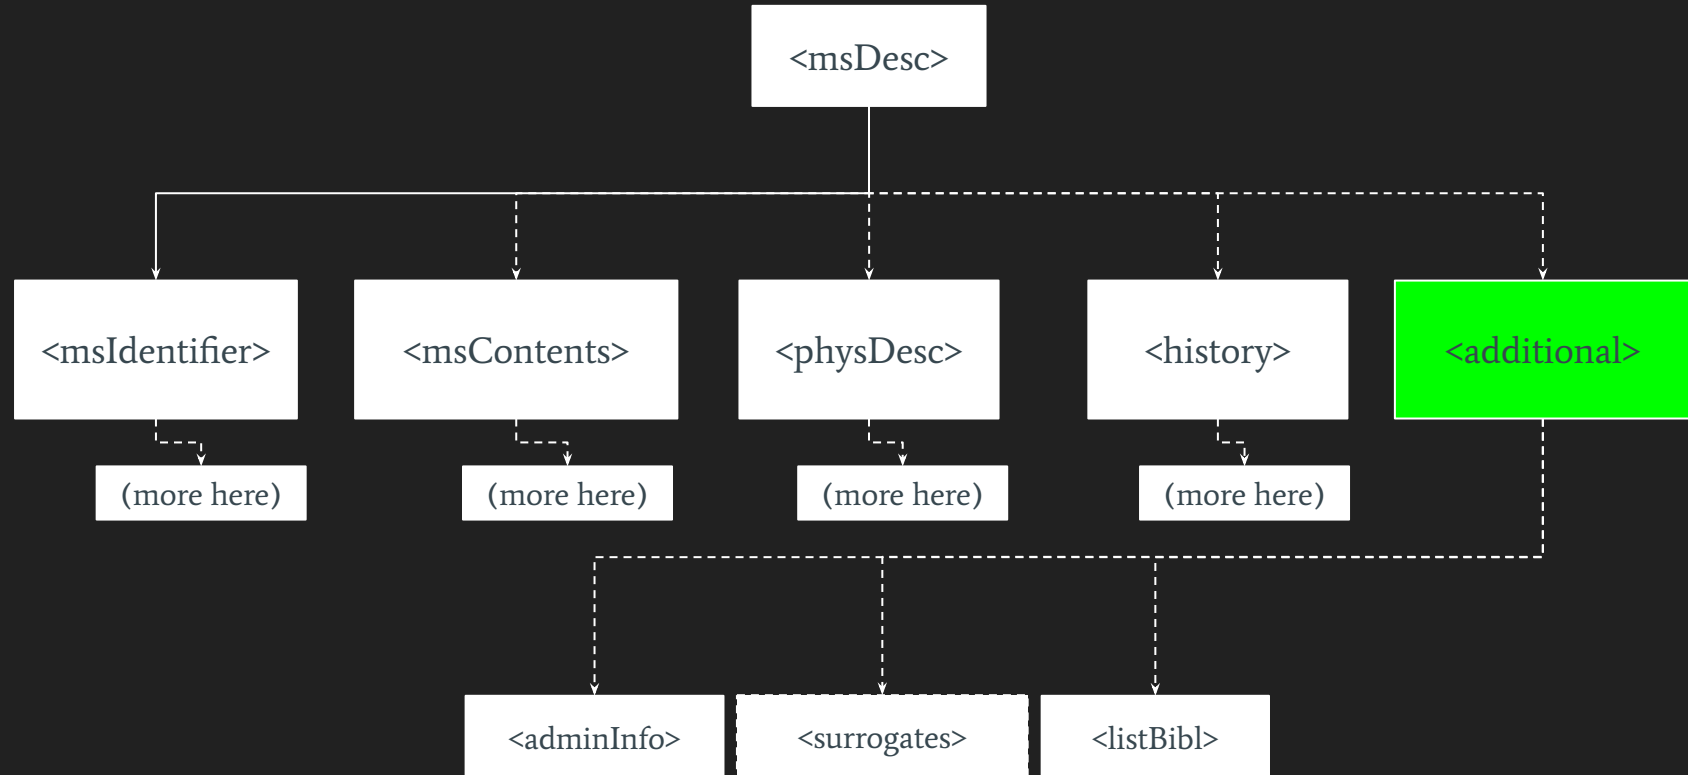 <msDesc>
<msIdentifier>
<msContents>
<physDesc>
<history>
<additional>
(more here)
(more here)
(more here)
(more here)
<adminInfo>
<surrogates>
<listBibl>